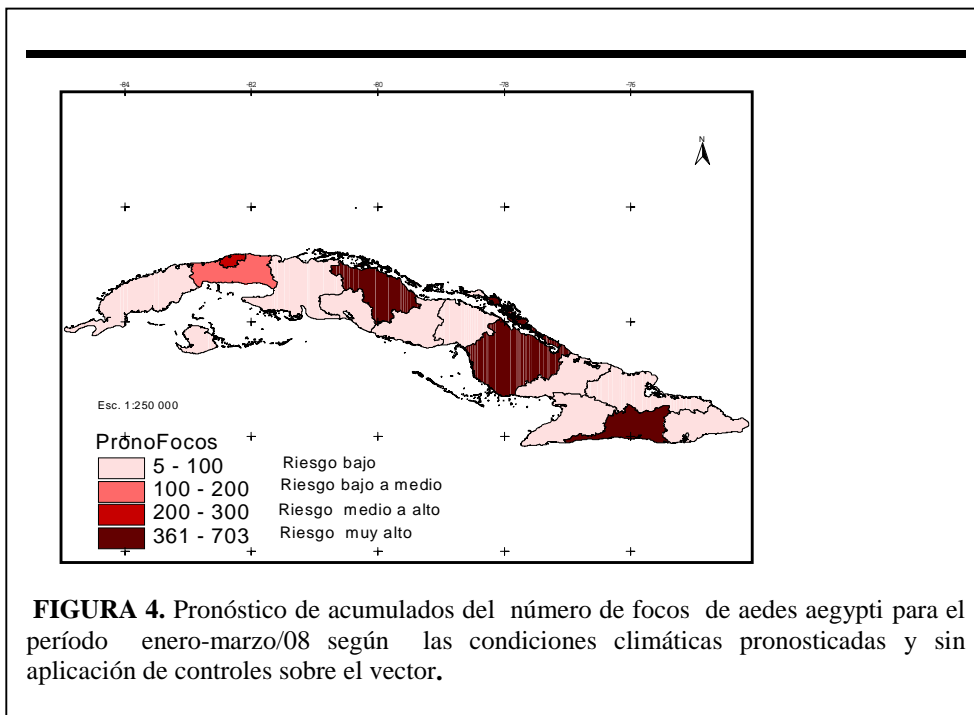 -84 -82 -80 -78 -76
N
Esc. 1:250 000
PronoFocos
5 - 100 Riesgo bajo
100 - 200 Riesgo bajo a medio
200 - 300 Riesgo medio a alto
361 - 703 Riesgo muy alto
FIGURA 4. Pronóstico de acumulados del número de focos de aedes aegypti para el
período enero-marzo/08 según las condiciones climáticas pronosticadas y sin
aplicación de controles sobre el vector.